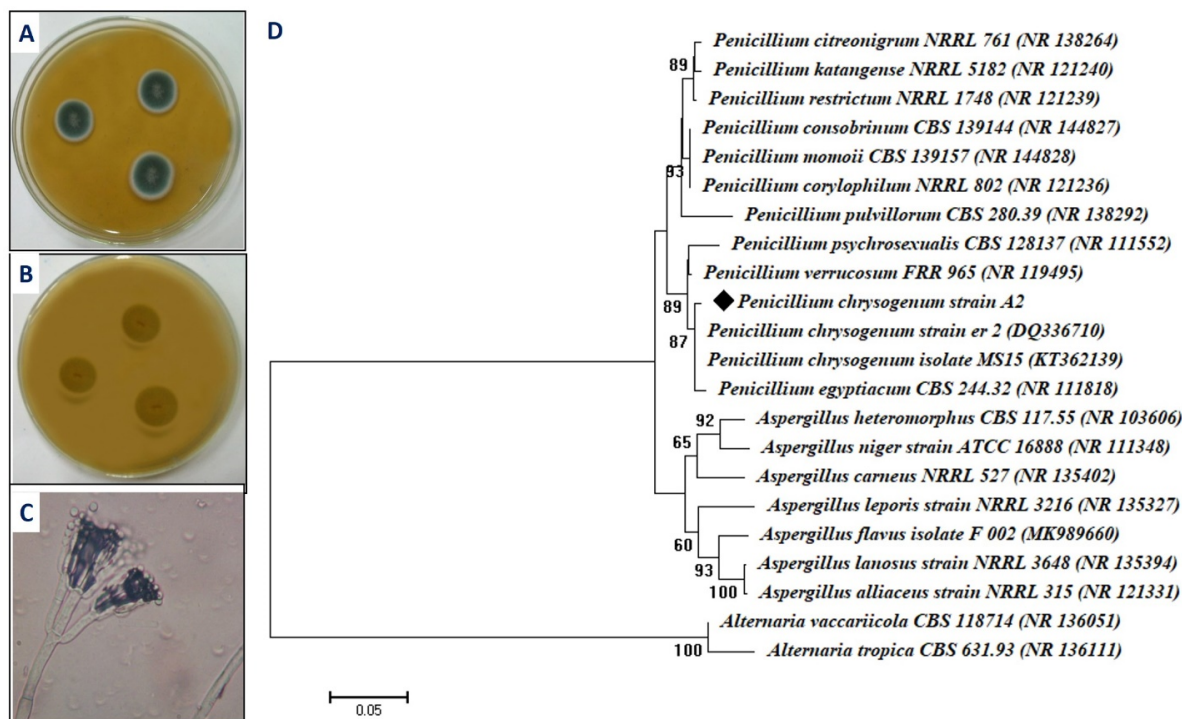 A
B
C
D
Penicillium citreonigrum NRRL 761 (NR 138264)
89
Penicillium katangense NRRL 5182 (NR 121240)
Penicillium restrictum NRRL 1748 (NR 121239)
Penicillium consobrinum CBS 139144 (NR 144827)
Penicillium momoii CBS 139157 (NR 144828)
93
Penicillium corylophilum NRRL 802 (NR 121236)
Penicillium pulvillorum CBS 280.39 (NR 138292)
Penicillium psychrosexualis CBS 128137 (NR 111552)
Penicillium verrucosum FRR 965 (NR 119495)
89
Penicillium chrysogenum strain A2
Penicillium chrysogenum strain er 2 (DQ336710)
87
Penicillium chrysogenum isolate MS15 (KT362139)
Penicillium egyptiacum CBS 244.32 (NR 111818)
92
Aspergillus heteromorphus CBS 117.55 (NR 103606)
65
Aspergillus niger strain ATCC 16888 (NR 111348)
Aspergillus carneus NRRL 527 (NR 135402)
Aspergillus leporis strain NRRL 3216 (NR 135327)
60
Aspergillus flavus isolate F 002 (MK989660)
93
Aspergillus lanosus strain NRRL 3648 (NR 135394)
100
Aspergillus alliaceus strain NRRL 315 (NR 121331)
Alternaria vaccariicola CBS 118714 (NR 136051)
100
Alternaria tropica CBS 631.93 (NR 136111)
0.05